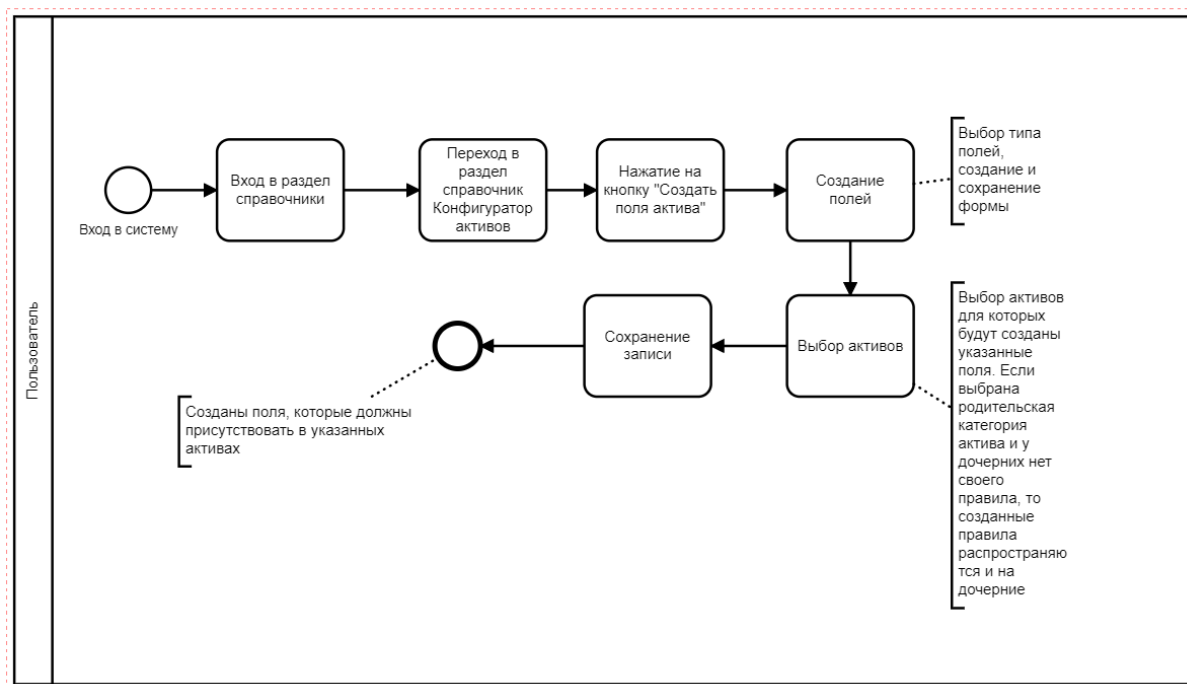 Пользователь
Вход в систему
Вход в раздел
справочники
Переход в
раздел
справочник
Конфигуратор
активов
Нажатие на
кнопку "Создать
поля актива"
Создание
полей
Выбор типа
полей,
создание и
сохранение
формы
Выбор активов
Выбор активов
для которых
будут созданы
указанные
поля. Если
выбрана
родительская
категория
актива и у
дочерних нет
своего
правила, то
созданные
правила
распространяю
тся и на
дочерние
Сохранение
записи
Созданы поля, которые должны
присутствовать в указанных
активах